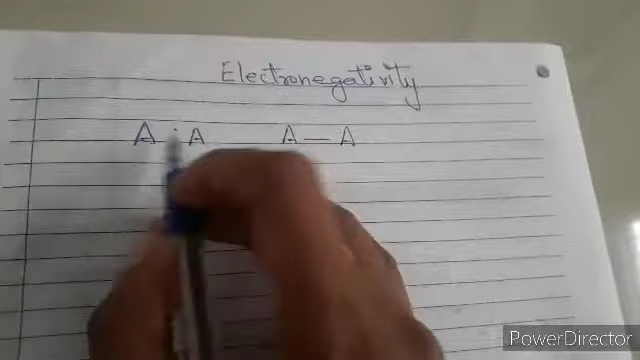 Electronegativity
A : A A — A
PowerDirector